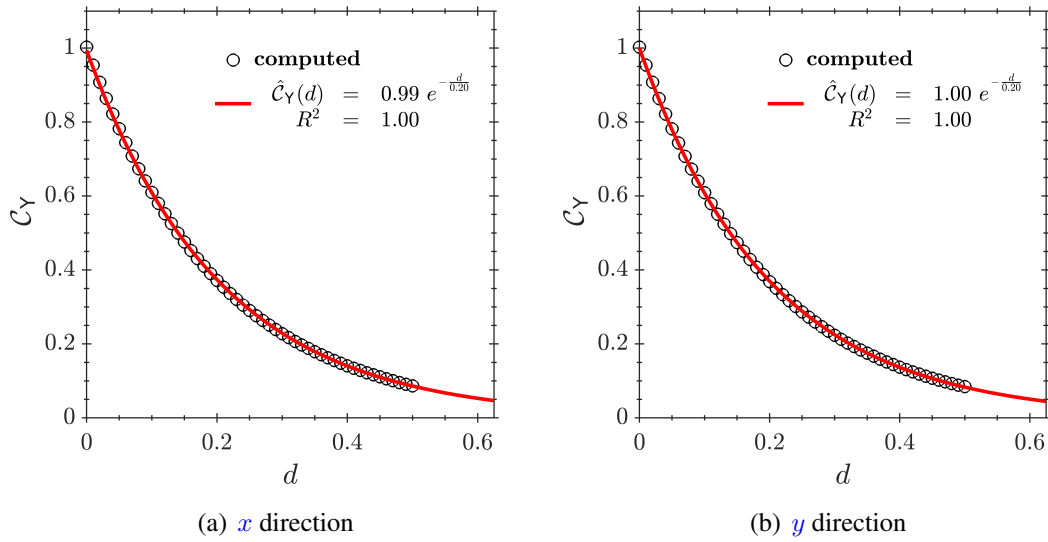 1
0.8
0.6
0.4
0.2
0
0 0.2 0.4 0.6
𝒞_Y
d
computed
𝒞̂_Y(d) = 0.99 e^{-d/0.20}
R² = 1.00
(a) x direction
1
0.8
0.6
0.4
0.2
0
0 0.2 0.4 0.6
𝒞_Y
d
computed
𝒞̂_Y(d) = 1.00 e^{-d/0.20}
R² = 1.00
(b) y direction